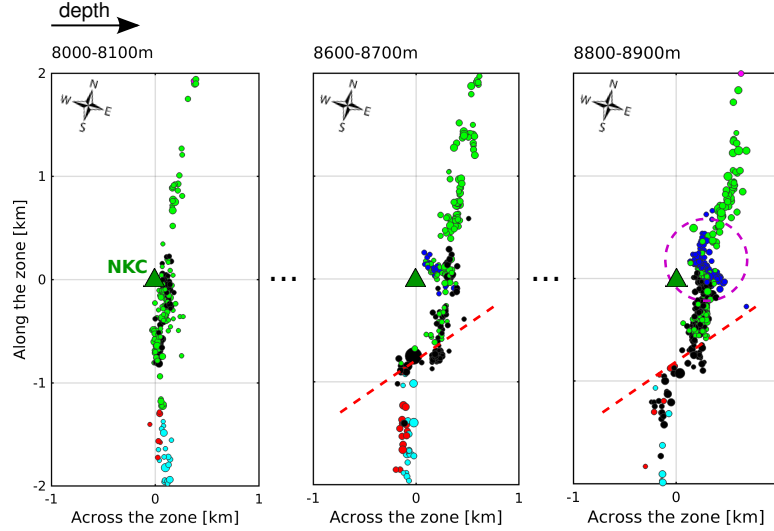 depth
8000-8100m
8600-8700m
8800-8900m
N
W
E
S
N
W
E
S
N
W
E
S
2
1
0
-1
-2
Along the zone [km]
NKC
...
...
-1
0
1
-1
0
1
-1
0
Across the zone [km]
Across the zone [km]
Across the zone [km]